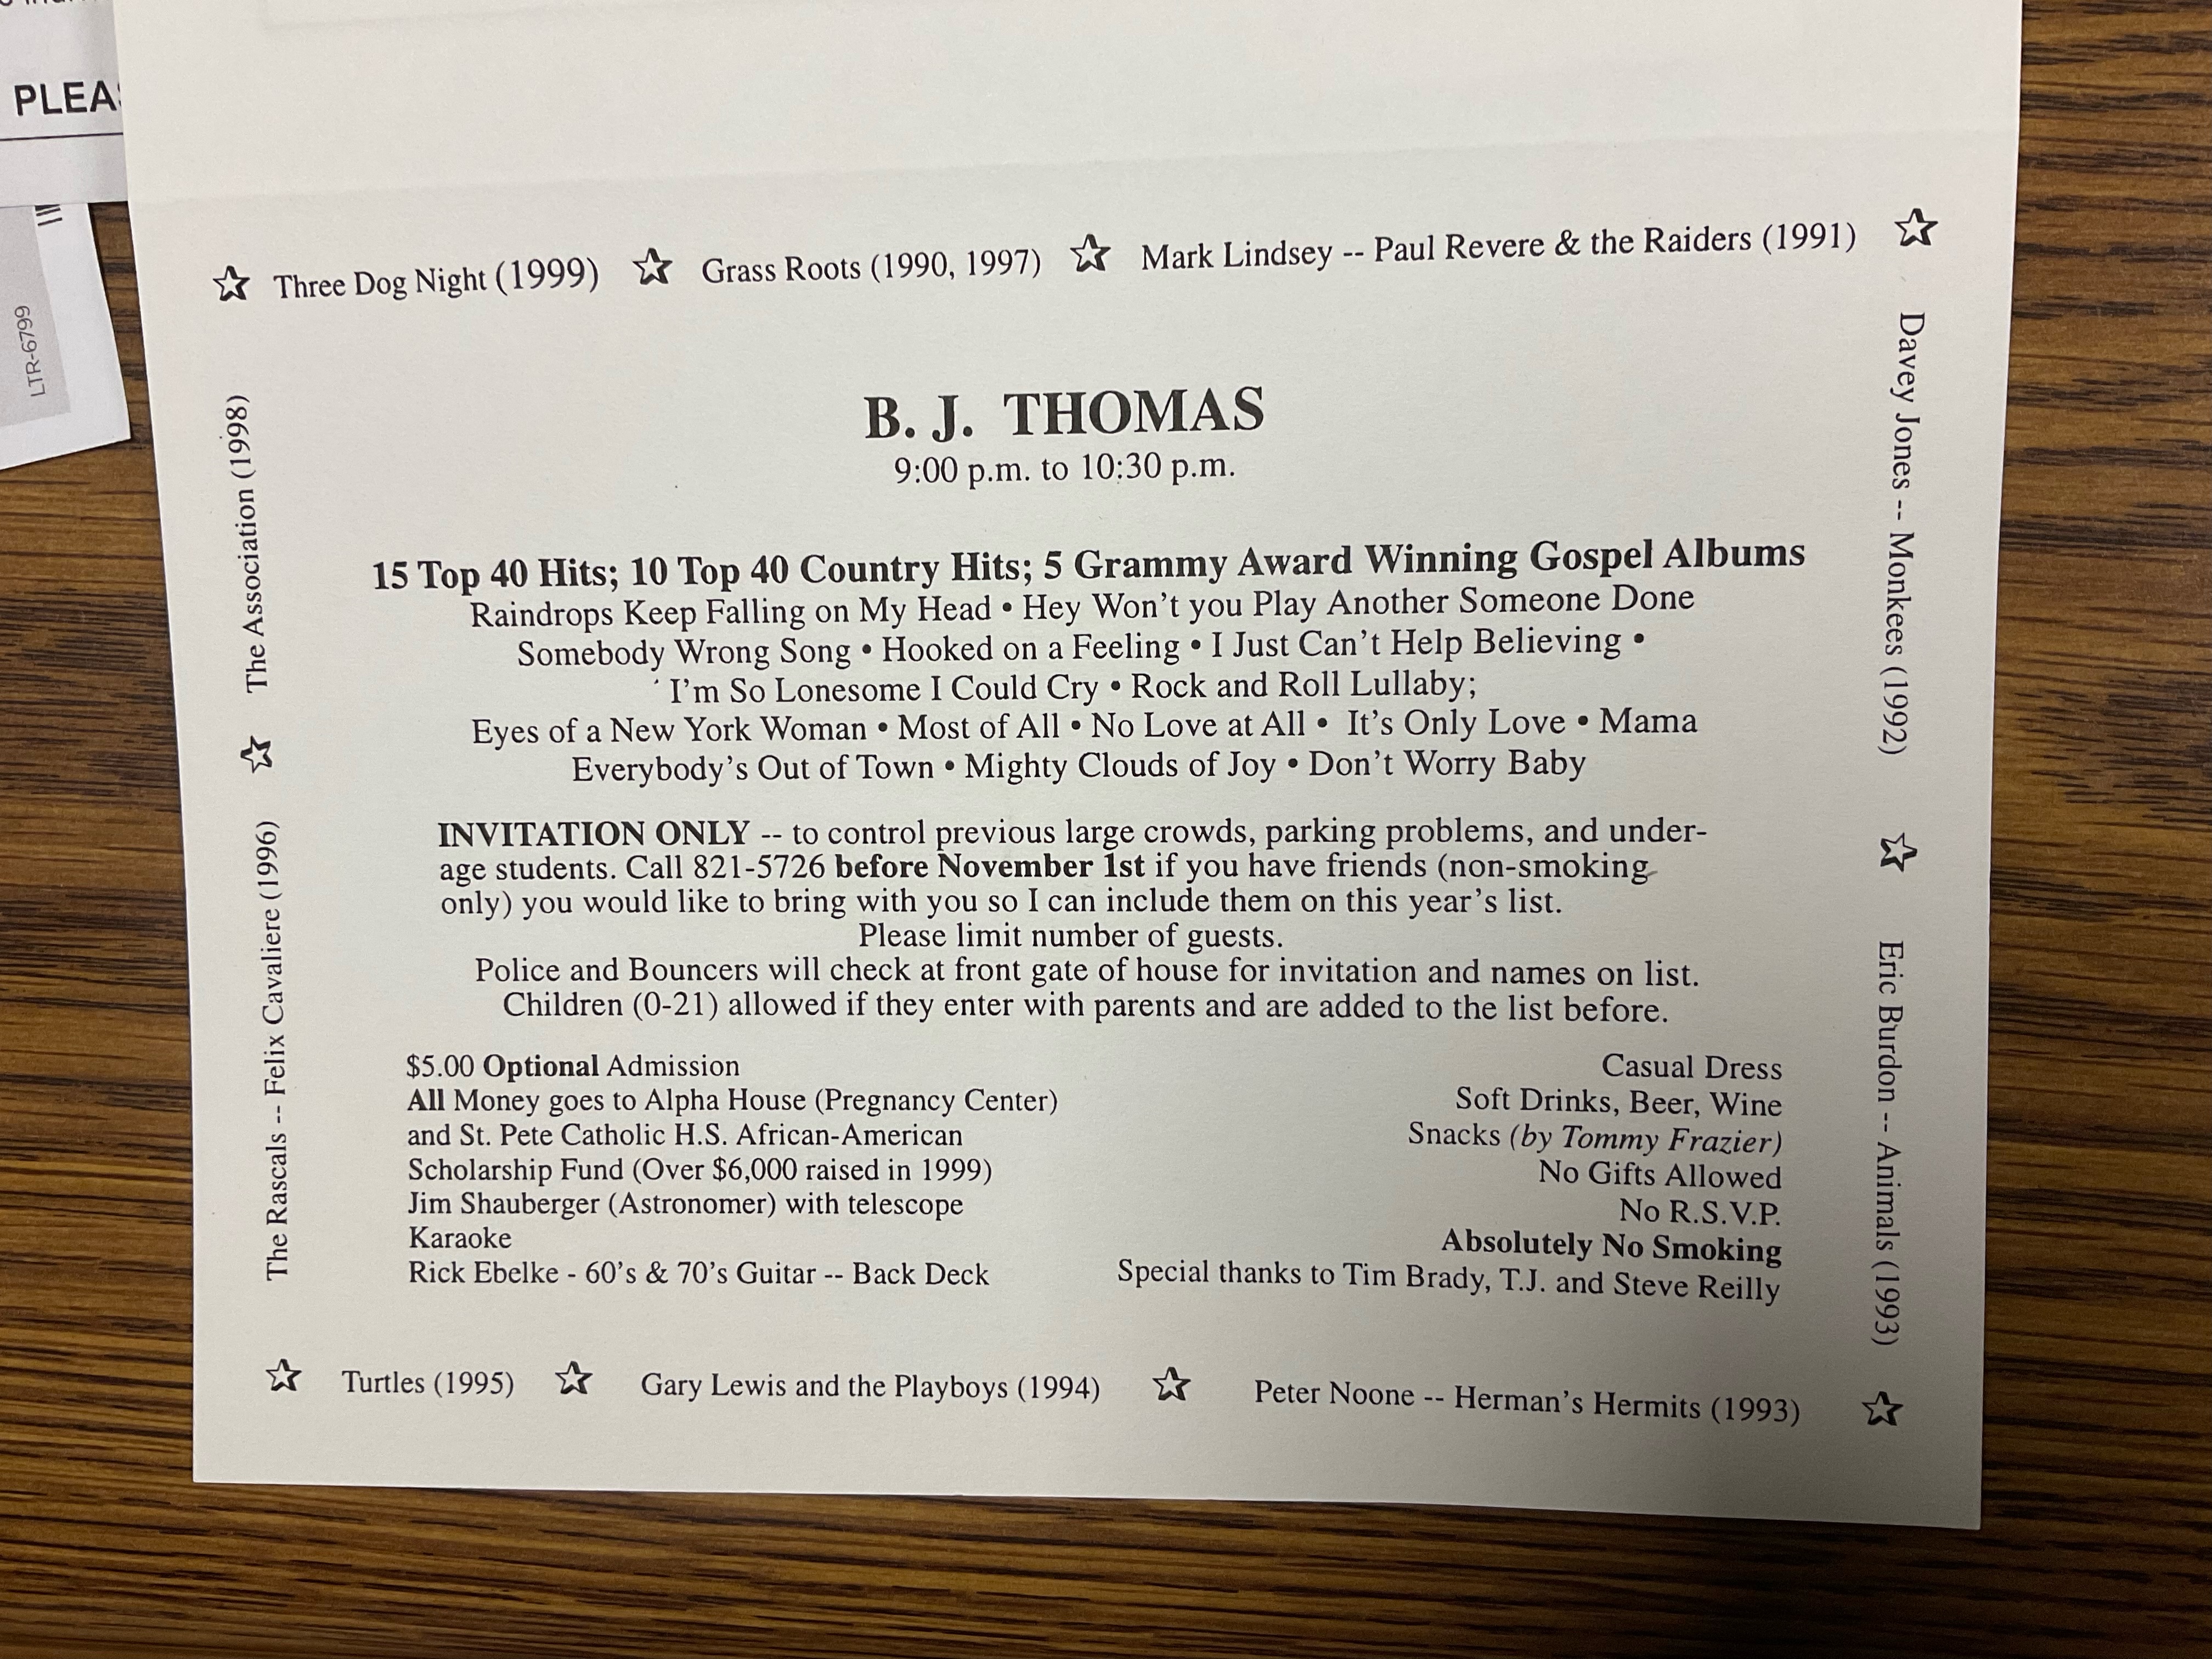 PLEA
LTR-6799
☆ Three Dog Night (1999) ☆ Grass Roots (1990, 1997) ☆ Mark Lindsey -- Paul Revere & the Raiders (1991) ☆
Davey Jones -- Monkees (1992) ☆ Eric Burdon -- Animals (1993)
The Rascals -- Felix Cavaliere (1996) ☆ The Association (1998)
B. J. THOMAS
9:00 p.m. to 10:30 p.m.
15 Top 40 Hits; 10 Top 40 Country Hits; 5 Grammy Award Winning Gospel Albums
Raindrops Keep Falling on My Head • Hey Won't you Play Another Someone Done
Somebody Wrong Song • Hooked on a Feeling • I Just Can't Help Believing •
I'm So Lonesome I Could Cry • Rock and Roll Lullaby;
Eyes of a New York Woman • Most of All • No Love at All • It's Only Love • Mama
Everybody's Out of Town • Mighty Clouds of Joy • Don't Worry Baby
INVITATION ONLY -- to control previous large crowds, parking problems, and under-
age students. Call 821-5726 before November 1st if you have friends (non-smoking
only) you would like to bring with you so I can include them on this year's list.
Please limit number of guests.
Police and Bouncers will check at front gate of house for invitation and names on list.
Children (0-21) allowed if they enter with parents and are added to the list before.
$5.00 Optional Admission
All Money goes to Alpha House (Pregnancy Center)
and St. Pete Catholic H.S. African-American
Scholarship Fund (Over $6,000 raised in 1999)
Jim Shauberger (Astronomer) with telescope
Karaoke
Rick Ebelke - 60's & 70's Guitar -- Back Deck
Casual Dress
Soft Drinks, Beer, Wine
Snacks (by Tommy Frazier)
No Gifts Allowed
No R.S.V.P.
Absolutely No Smoking
Special thanks to Tim Brady, T.J. and Steve Reilly
☆ Turtles (1995) ☆ Gary Lewis and the Playboys (1994) ☆ Peter Noone -- Herman's Hermits (1993) ☆